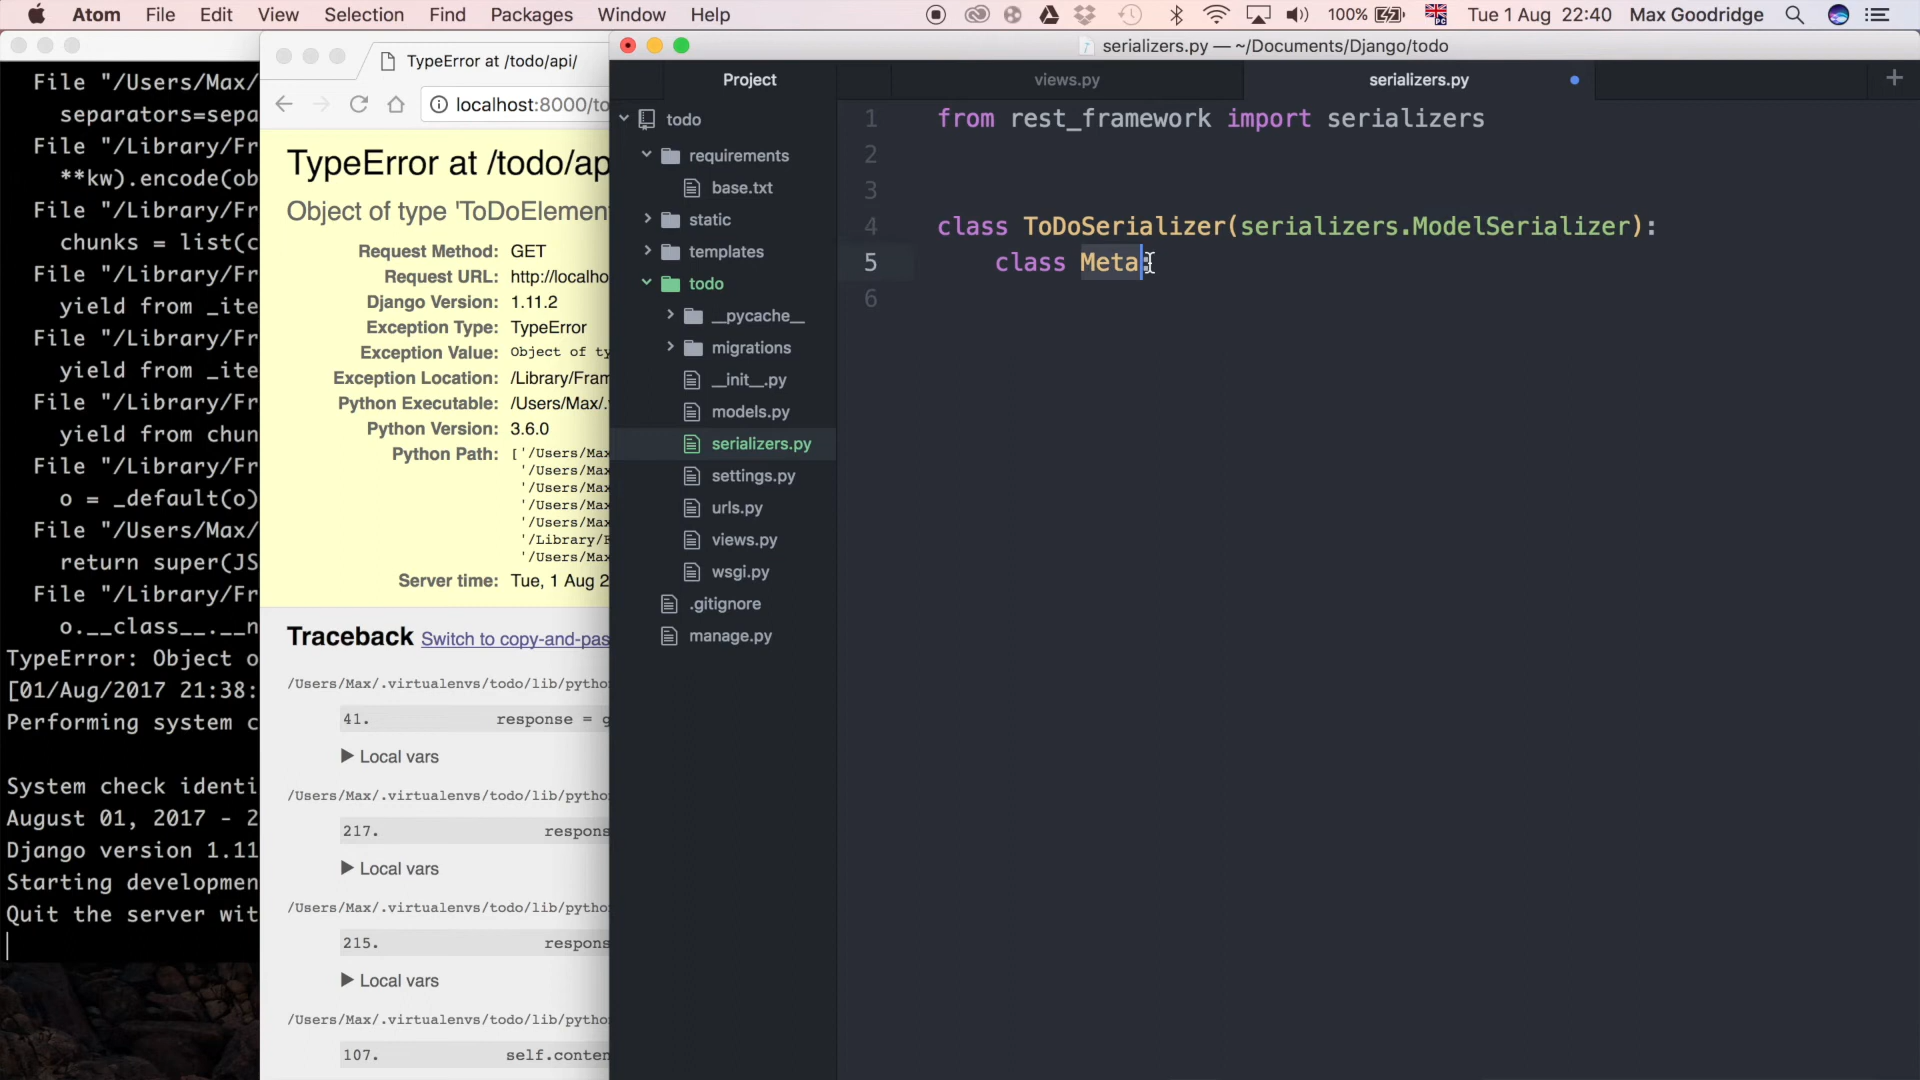 Atom File Edit View Selection Find Packages Window Help 100% Tue 1 Aug 22:40 Max Goodridge
File "/Users/Max/
separators=sepa
File "/Library/Fr
**kw).encode(ob
File "/Library/Fr
chunks = list(c
File "/Library/Fr
yield from _ite
File "/Library/Fr
yield from _ite
File "/Library/Fr
yield from chun
File "/Library/Fr
o = _default(o)
File "/Users/Max/
return super(JS
File "/Library/Fr
o.__class__.__n
TypeError: Object o
[01/Aug/2017 21:38:
Performing system c
System check identi
August 01, 2017 - 2
Django version 1.11
Starting developmen
Quit the server wit
TypeError at /todo/api/
localhost:8000/to
TypeError at /todo/ap
Object of type 'ToDoElemen
Request Method: GET
Request URL: http://localho
Django Version: 1.11.2
Exception Type: TypeError
Exception Value: Object of ty
Exception Location: /Library/Fram
Python Executable: /Users/Max/.
Python Version: 3.6.0
Python Path: ['/Users/Max
'/Users/Max
'/Users/Max
'/Users/Max
'/Users/Max
'/Library/F
'/Users/Max
Server time: Tue, 1 Aug 2
Traceback Switch to copy-and-pas
/Users/Max/.virtualenvs/todo/lib/pytho
41. response = g
▶ Local vars
/Users/Max/.virtualenvs/todo/lib/pytho
217. respons
▶ Local vars
/Users/Max/.virtualenvs/todo/lib/pytho
215. respons
▶ Local vars
/Users/Max/.virtualenvs/todo/lib/pytho
107. self.conten
serializers.py — ~/Documents/Django/todo
Project
todo
requirements
base.txt
static
templates
todo
__pycache__
migrations
__init__.py
models.py
serializers.py
settings.py
urls.py
views.py
wsgi.py
.gitignore
manage.py
views.py serializers.py
1 from rest_framework import serializers
2
3
4 class ToDoSerializer(serializers.ModelSerializer):
5 class Meta:
6